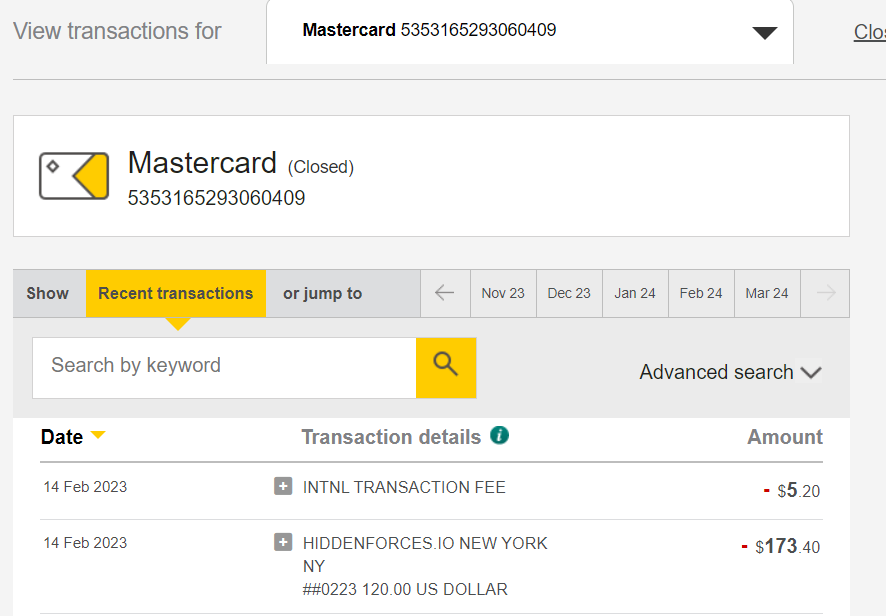 View transactions for
Mastercard 5353165293060409
Clos
Mastercard (Closed)
5353165293060409
Show Recent transactions or jump to Nov 23 Dec 23 Jan 24 Feb 24 Mar 24
Search by keyword
Advanced search
Date Transaction details i Amount
14 Feb 2023 + INTNL TRANSACTION FEE - $5.20
14 Feb 2023 + HIDDENFORCES.IO NEW YORK - $173.40
NY
##0223 120.00 US DOLLAR